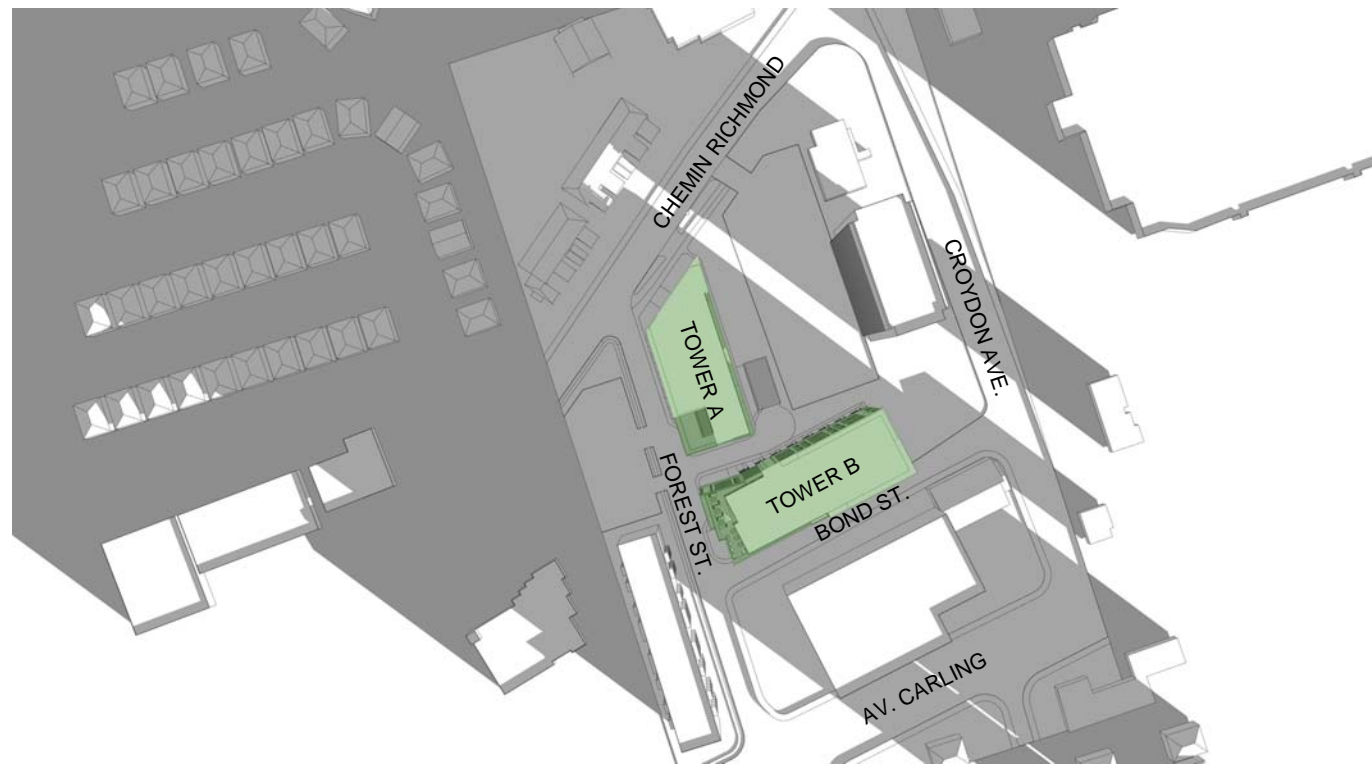 CHEMIN RICHMOND
CROYDON AVE.
TOWER A
TOWER B
FOREST ST.
BOND ST.
AV. CARLING